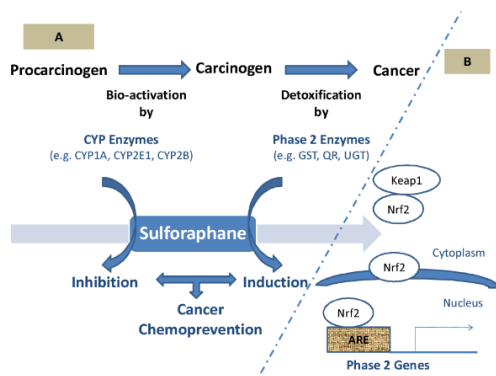 A
Procarcinogen
Carcinogen
Cancer
B
Bio-activation
by
Detoxification
by
CYP Enzymes
(e.g. CYP1A, CYP2E1, CYP2B)
Phase 2 Enzymes
(e.g. GST, QR, UGT)
Keap1
Nrf2
Sulforaphane
Inhibition
Induction
Cancer
Chemoprevention
Cytoplasm
Nrf2
Nucleus
Nrf2
ARE
Phase 2 Genes